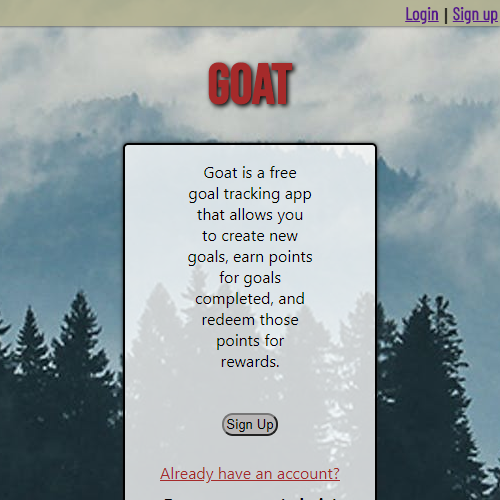 Login | Sign up
GOAT
Goat is a free
goal tracking app
that allows you
to create new
goals, earn points
for goals
completed, and
redeem those
points for
rewards.
Sign Up
Already have an account?